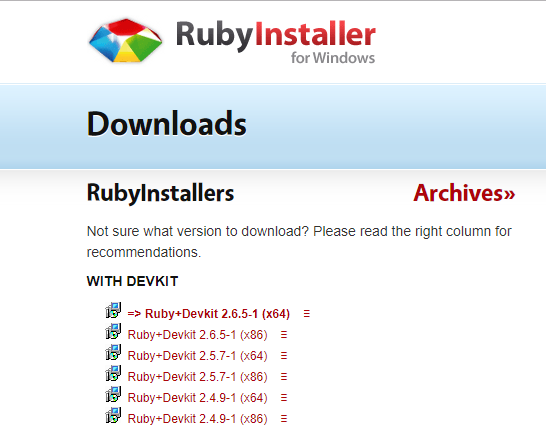 RubyInstaller
for Windows
Downloads
RubyInstallers
Archives»
Not sure what version to download? Please read the right column for
recommendations.
WITH DEVKIT
=> Ruby+Devkit 2.6.5-1 (x64) ≡
Ruby+Devkit 2.6.5-1 (x86) ≡
Ruby+Devkit 2.5.7-1 (x64) ≡
Ruby+Devkit 2.5.7-1 (x86) ≡
Ruby+Devkit 2.4.9-1 (x64) ≡
Ruby+Devkit 2.4.9-1 (x86) ≡